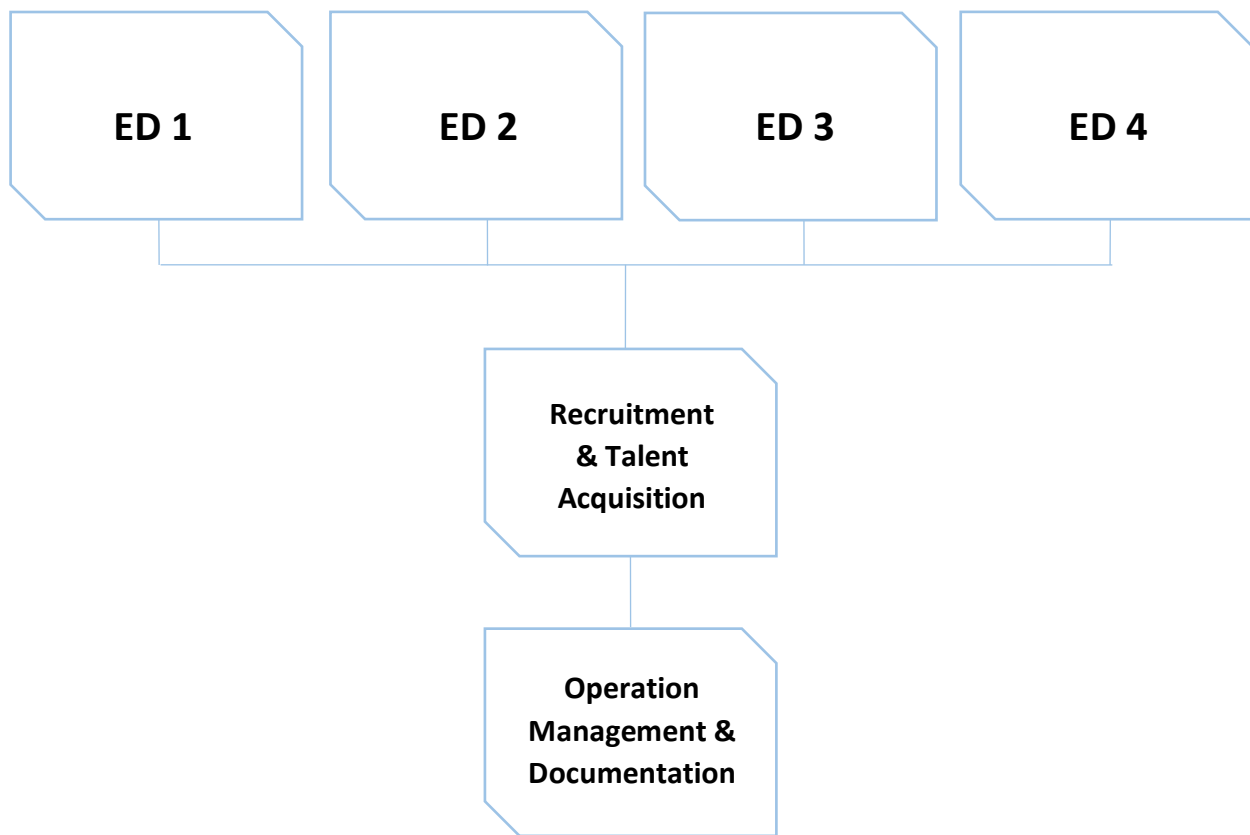 ED 1
ED 2
ED 3
ED 4
Recruitment
& Talent
Acquisition
Operation
Management &
Documentation